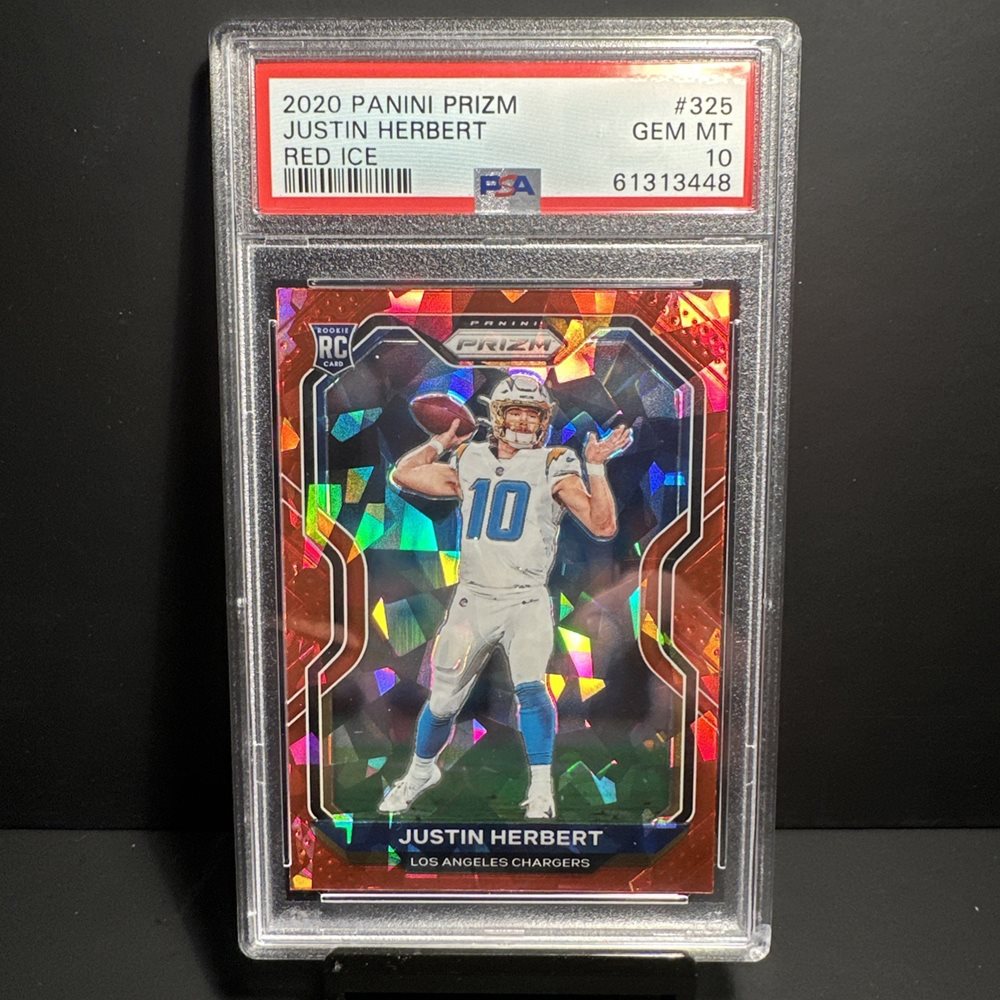 2020 PANINI PRIZM #325
JUSTIN HERBERT GEM MT
RED ICE 10
PSA 61313448
ROOKIE
RC
CARD
PANINI
PRIZM
10
JUSTIN HERBERT
LOS ANGELES CHARGERS